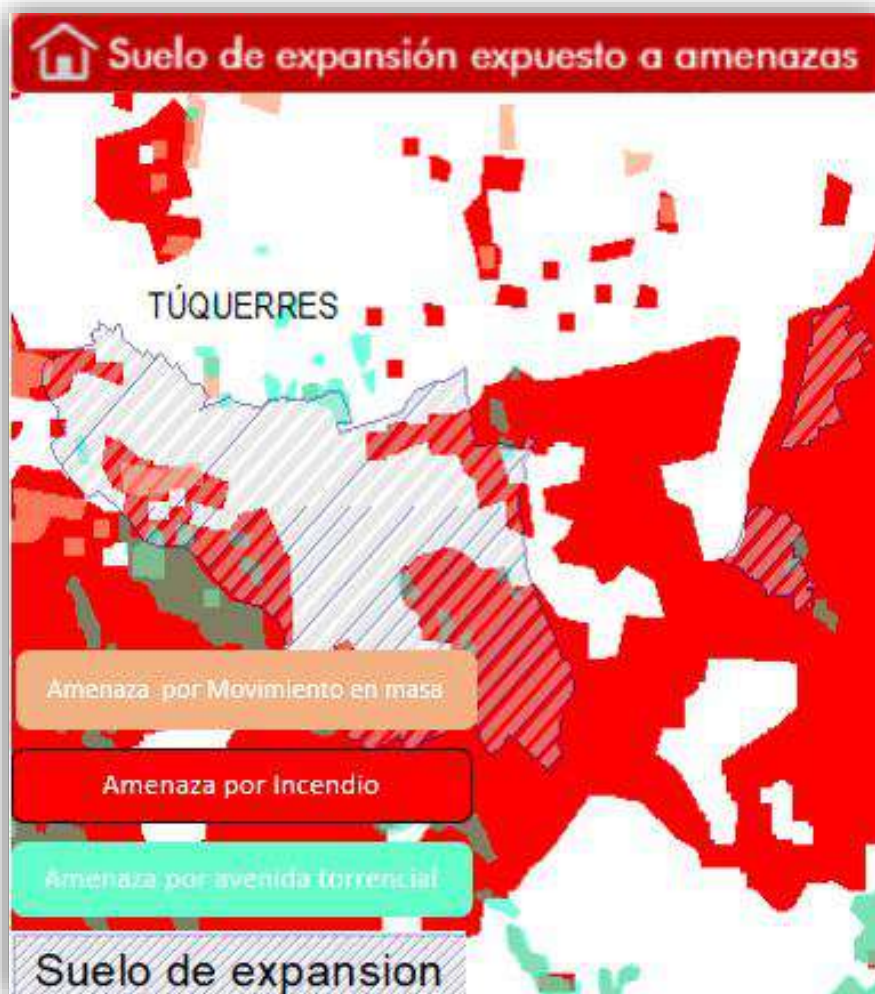 Suelo de expansión expuesto a amenazas
TÚQUERRES
Amenaza por Movimiento en masa
Amenaza por Incendio
Amenaza por avenida torrencial
Suelo de expansion